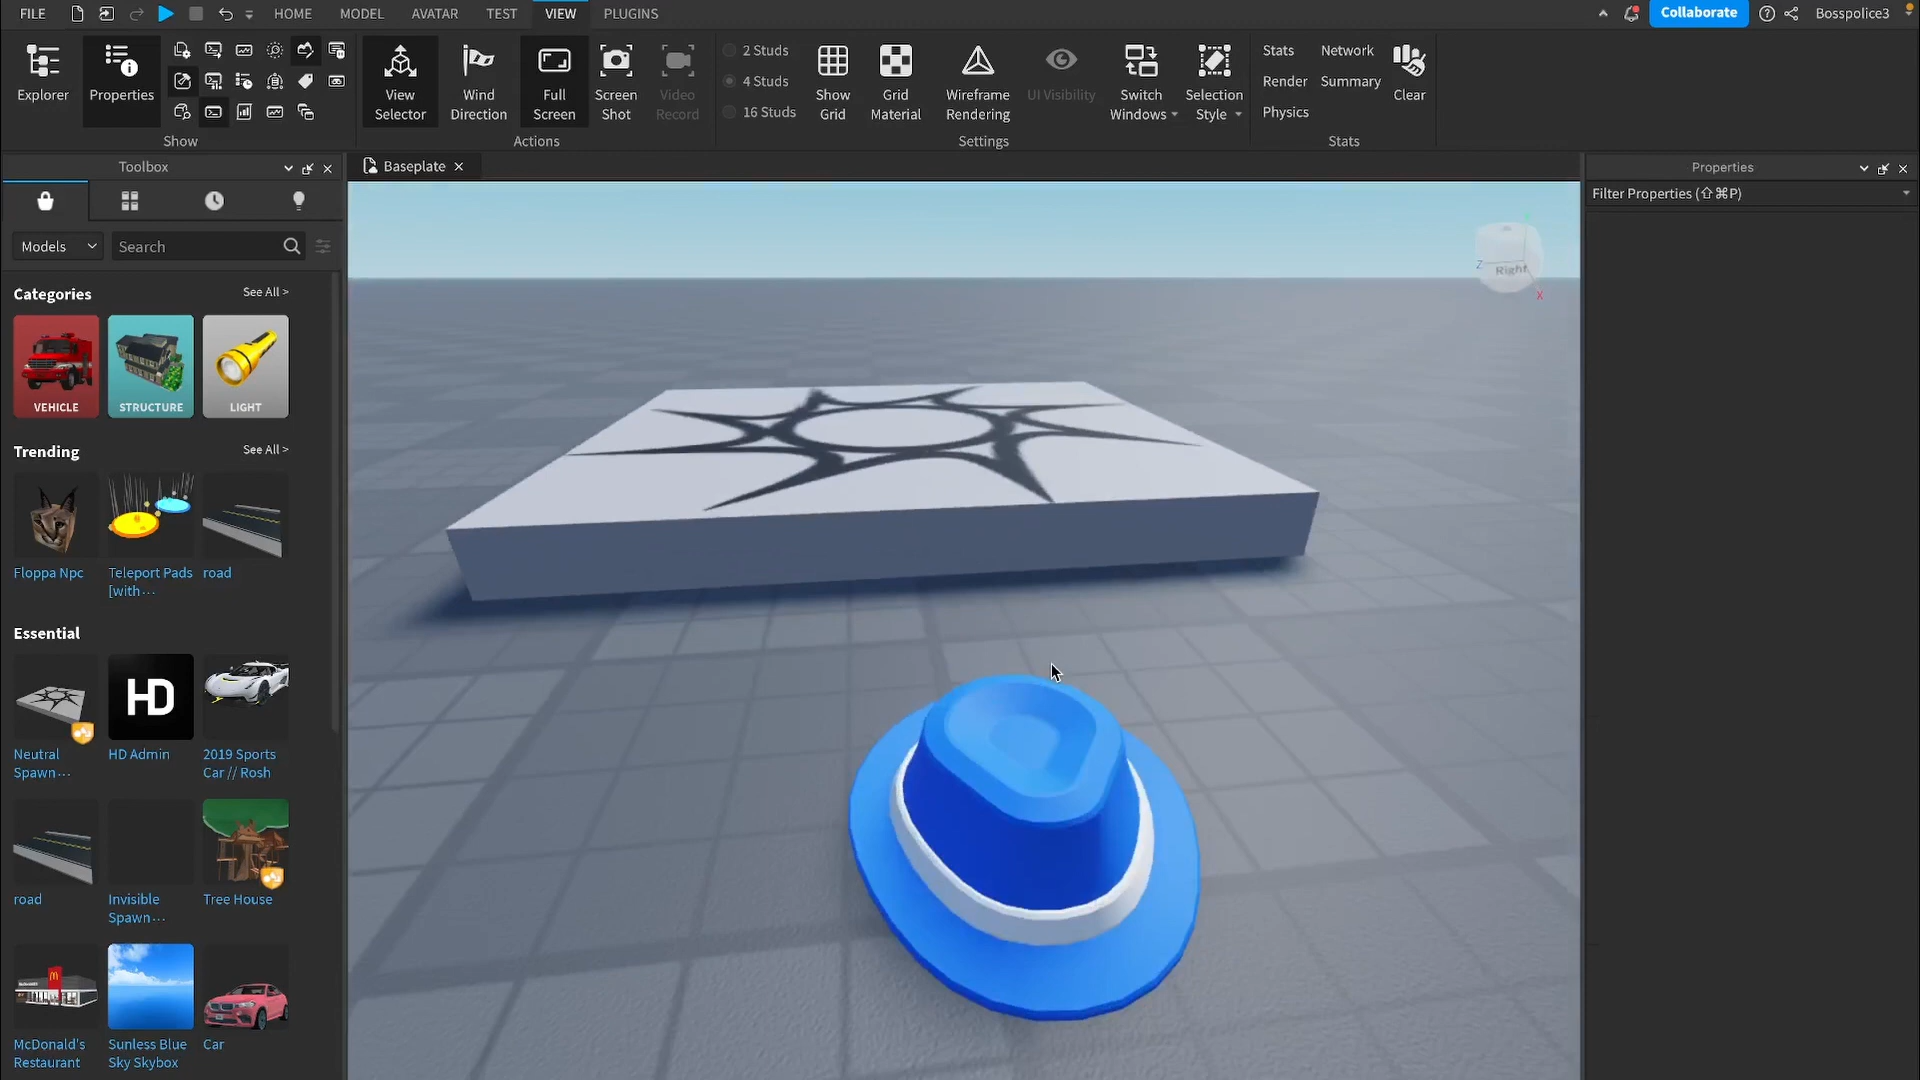 FILE HOME MODEL AVATAR TEST VIEW PLUGINS Collaborate Bosspolice3
Explorer Properties
Show
View Selector
Wind Direction
Full Screen
Screen Shot
Video Record
Actions
2 Studs
4 Studs
16 Studs
Show Grid
Grid Material
Wireframe Rendering
UI Visibility
Switch Windows
Selection Style
Settings
Stats Network
Render Summary
Physics
Clear
Stats
Toolbox
Models Search
Categories See All >
VEHICLE STRUCTURE LIGHT
Trending See All >
Floppa Npc
Teleport Pads [with...
road
Essential
Neutral Spawn...
HD
HD Admin
2019 Sports Car // Rosh
road
Invisible Spawn...
Tree House
McDonald's Restaurant
Sunless Blue Sky Skybox
Car
Baseplate
Z
Right
X
Properties
Filter Properties (⇧⌘P)